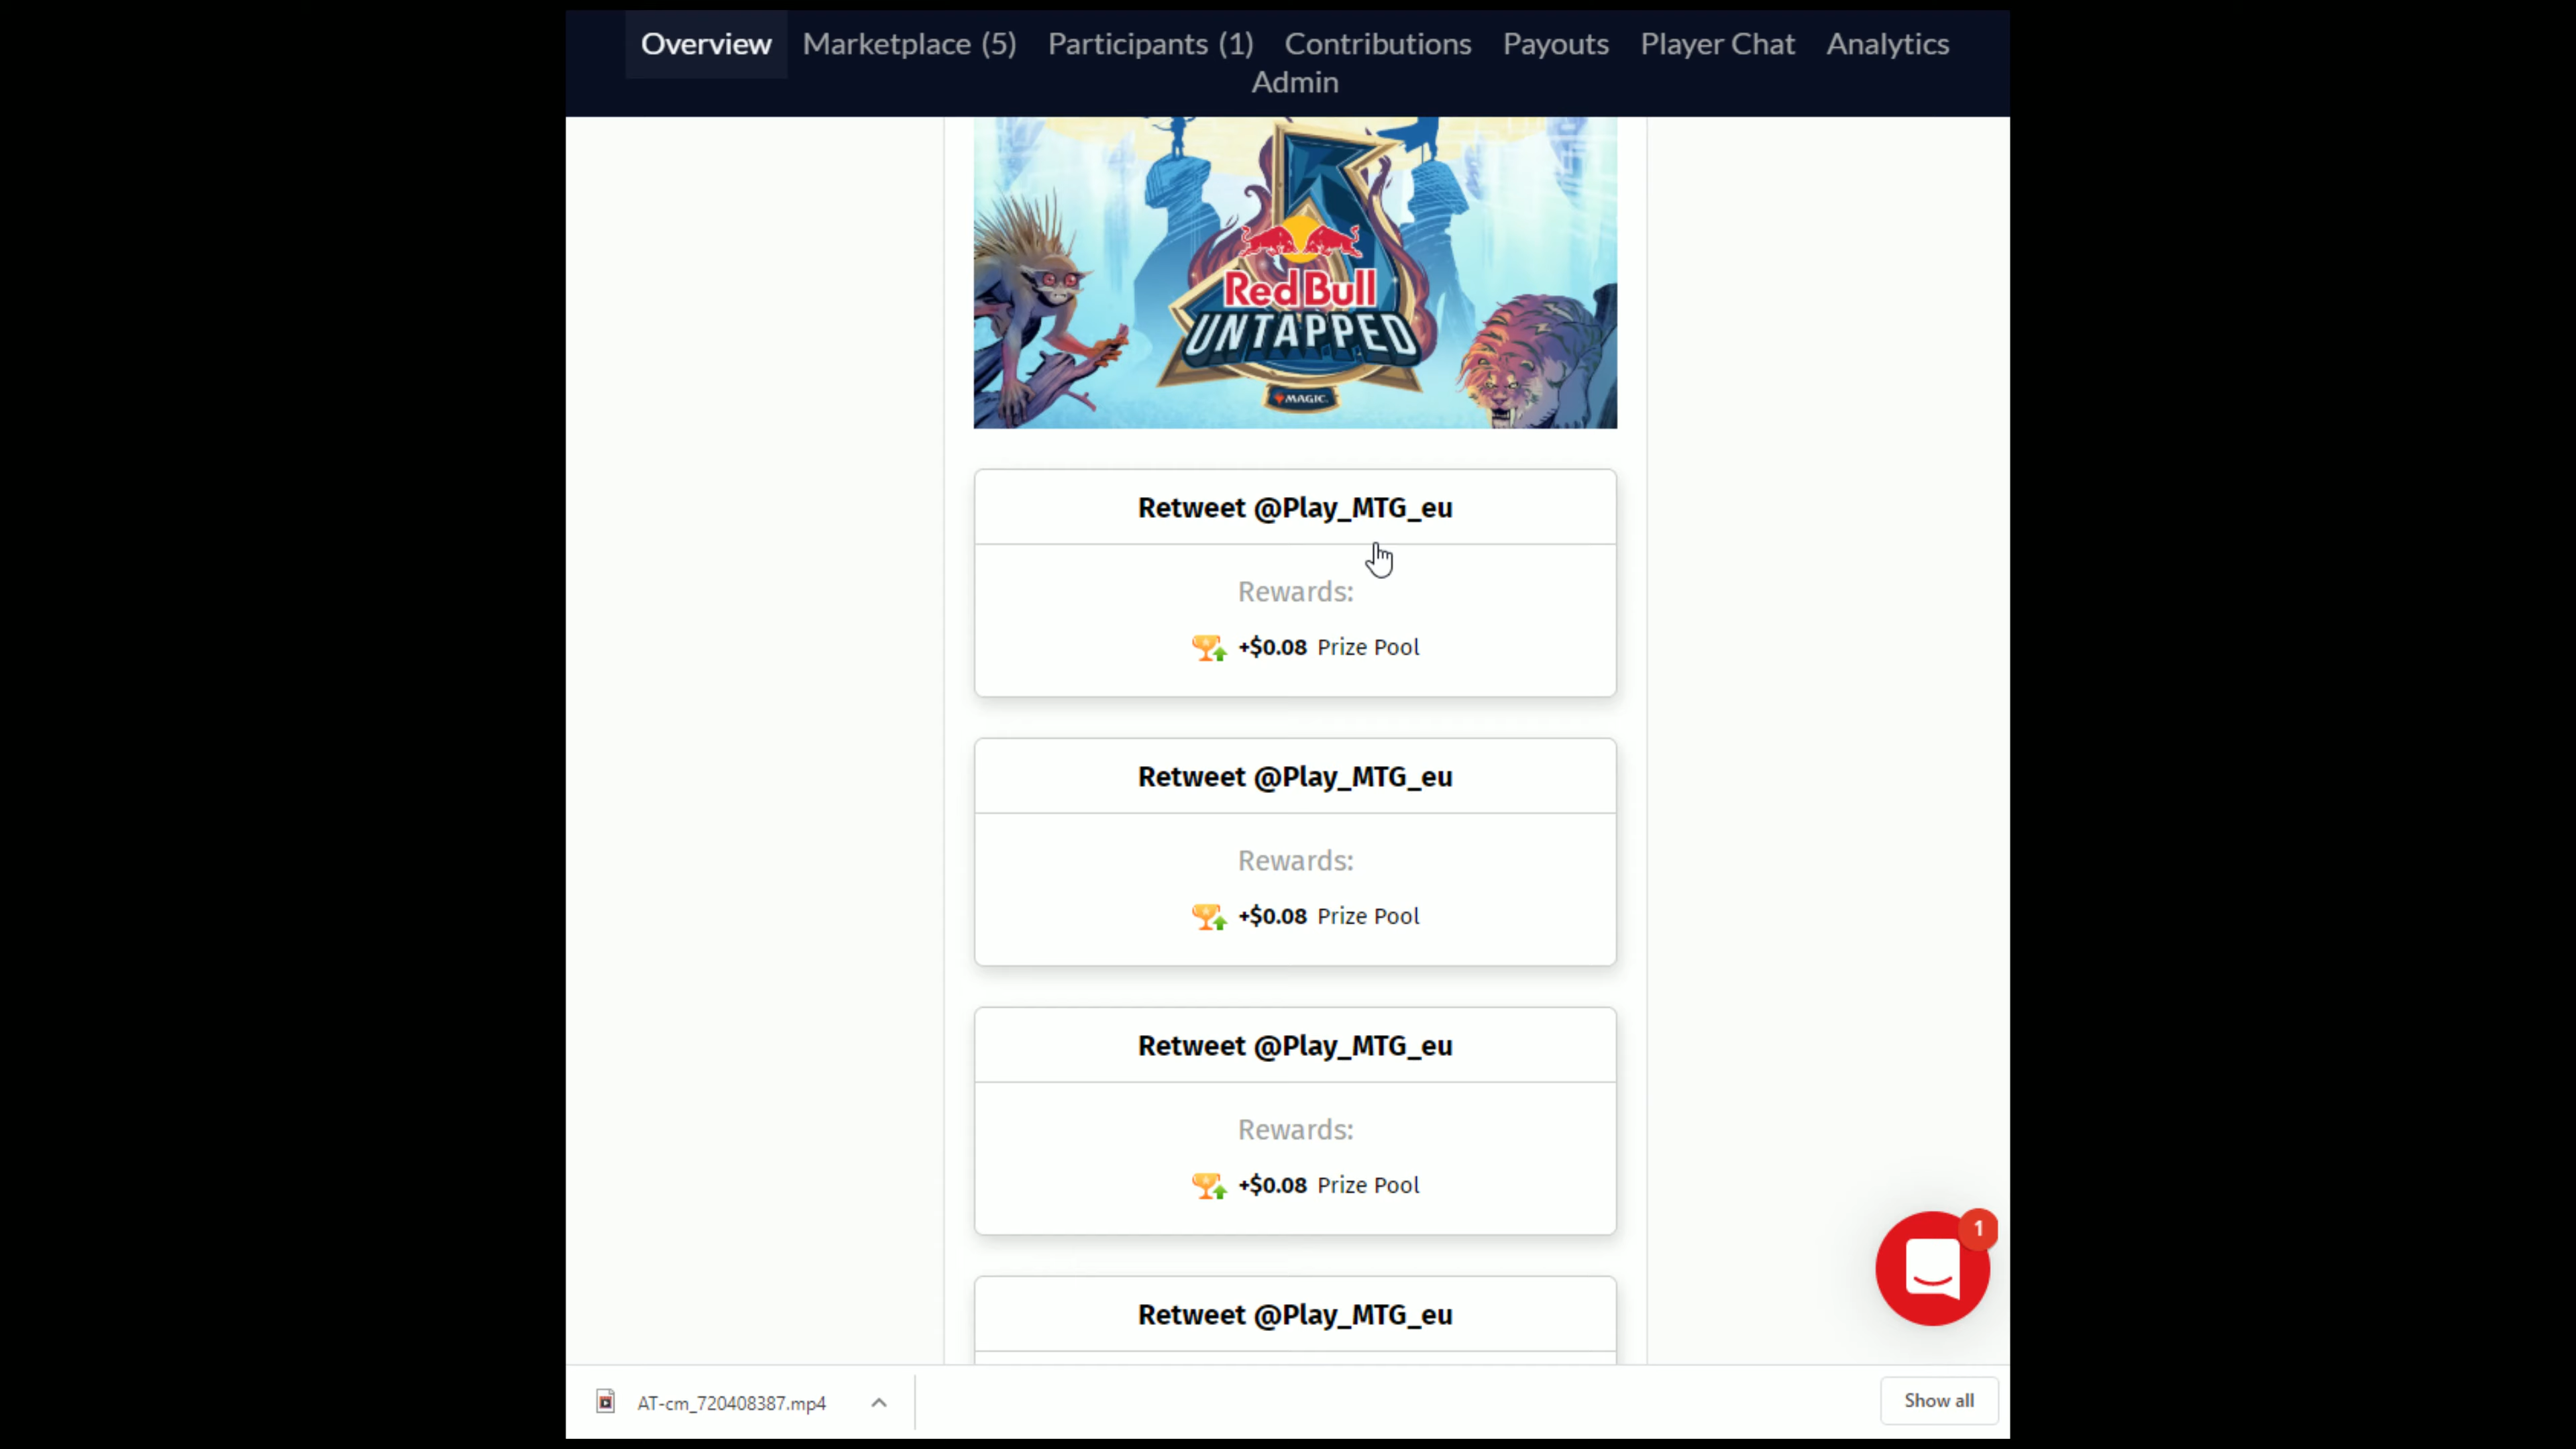 Overview Marketplace (5) Participants (1) Contributions Payouts Player Chat Analytics
Admin
Red Bull
UNTAPPED
MAGIC
Retweet @Play_MTG_eu
Rewards:
+$0.08 Prize Pool
Retweet @Play_MTG_eu
Rewards:
+$0.08 Prize Pool
Retweet @Play_MTG_eu
Rewards:
+$0.08 Prize Pool
1
Retweet @Play_MTG_eu
AT-cm_720408387.mp4
Show all